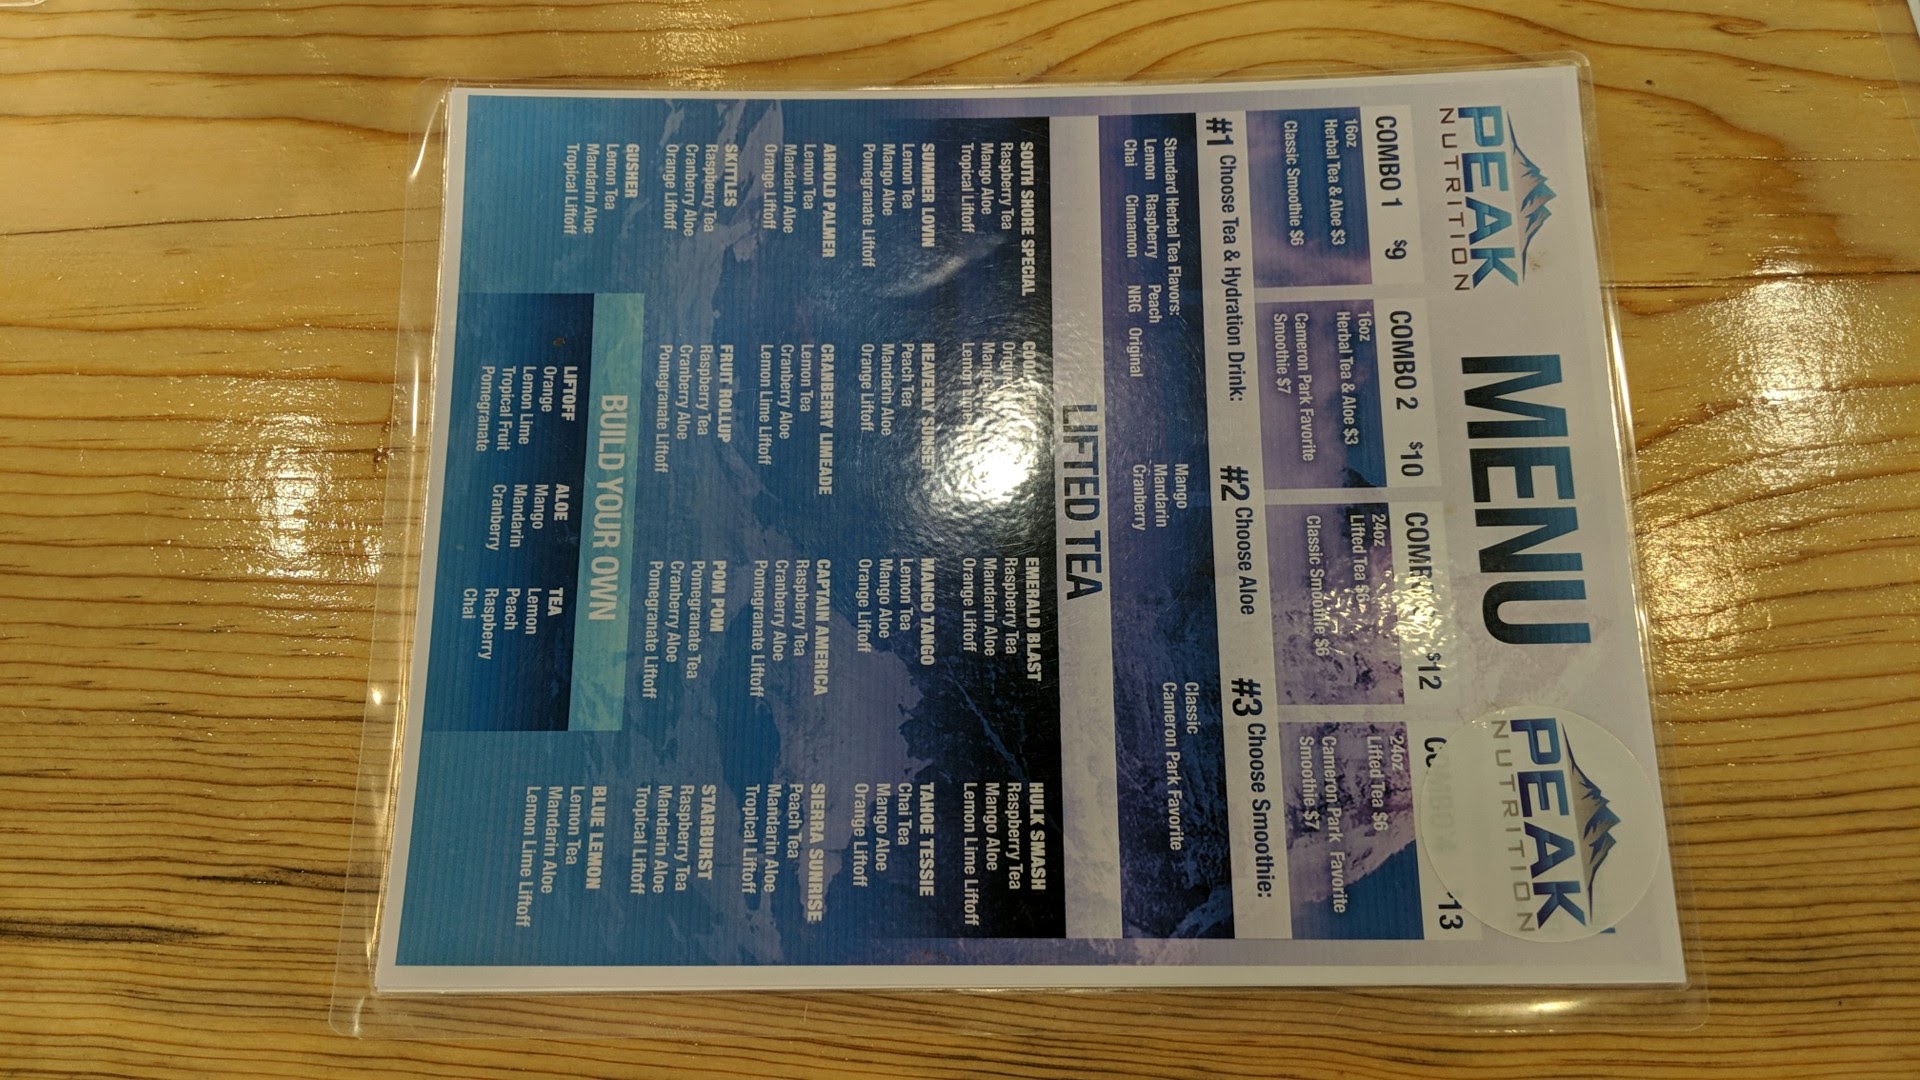 PEAK
NUTRITION
MENU
PEAK
NUTRITION
COMBO 1 $9
16oz
Herbal Tea & Aloe $3
Classic Smoothie $6
COMBO 2 $10
16oz
Herbal Tea & Aloe $3
Cameron Park Favorite
Smoothie $7
$12
24oz
Lifted Tea $6
Classic Smoothie $6
13
24oz
Lifted Tea $6
Cameron Park Favorite
Smoothie $7
#1 Choose Tea & Hydration Drink:
Standard Herbal Tea Flavors:
Lemon Raspberry Peach
Chai Cinnamon NRG Original
#2 Choose Aloe
Mango
Mandarin
Cranberry
#3 Choose Smoothie:
Classic
Cameron Park Favorite
LIFTED TEA
SOUTH SHORE SPECIAL
Raspberry Tea
Mango Aloe
Tropical Liftoff
EMERALD BLAST
Raspberry Tea
Mandarin Aloe
Orange Liftoff
HULK SMASH
Raspberry Tea
Mango Aloe
Lemon Lime Liftoff
SUMMER LOVIN
Lemon Tea
Mango Aloe
Pomegranate Liftoff
HEAVENLY SUNSET
Peach Tea
Mandarin Aloe
Orange Liftoff
MANGO TANGO
Lemon Tea
Mango Aloe
Orange Liftoff
TAHOE TESSIE
Chai Tea
Mango Aloe
Orange Liftoff
ARNOLD PALMER
Lemon Tea
Mandarin Aloe
Orange Liftoff
CRANBERRY LIMEADE
Lemon Tea
Cranberry Aloe
Lemon Lime Liftoff
CAPTAIN AMERICA
Raspberry Tea
Cranberry Aloe
Pomegranate Liftoff
SIERRA SUNRISE
Peach Tea
Mandarin Aloe
Tropical Liftoff
SKITTLES
Raspberry Tea
Cranberry Aloe
Orange Liftoff
FRUIT ROLLUP
Raspberry Tea
Cranberry Aloe
Pomegranate Liftoff
POM POM
Pomegranate Tea
Cranberry Aloe
Pomegranate Liftoff
STARBURST
Raspberry Tea
Mandarin Aloe
Tropical Liftoff
GUSHER
Lemon Tea
Mandarin Aloe
Tropical Liftoff
BLUE LEMON
Lemon Tea
Mandarin Aloe
Lemon Lime Liftoff
BUILD YOUR OWN
LIFTOFF
Orange
Lemon Lime
Tropical Fruit
Pomegranate
ALOE
Mango
Mandarin
Cranberry
TEA
Lemon
Peach
Raspberry
Chai